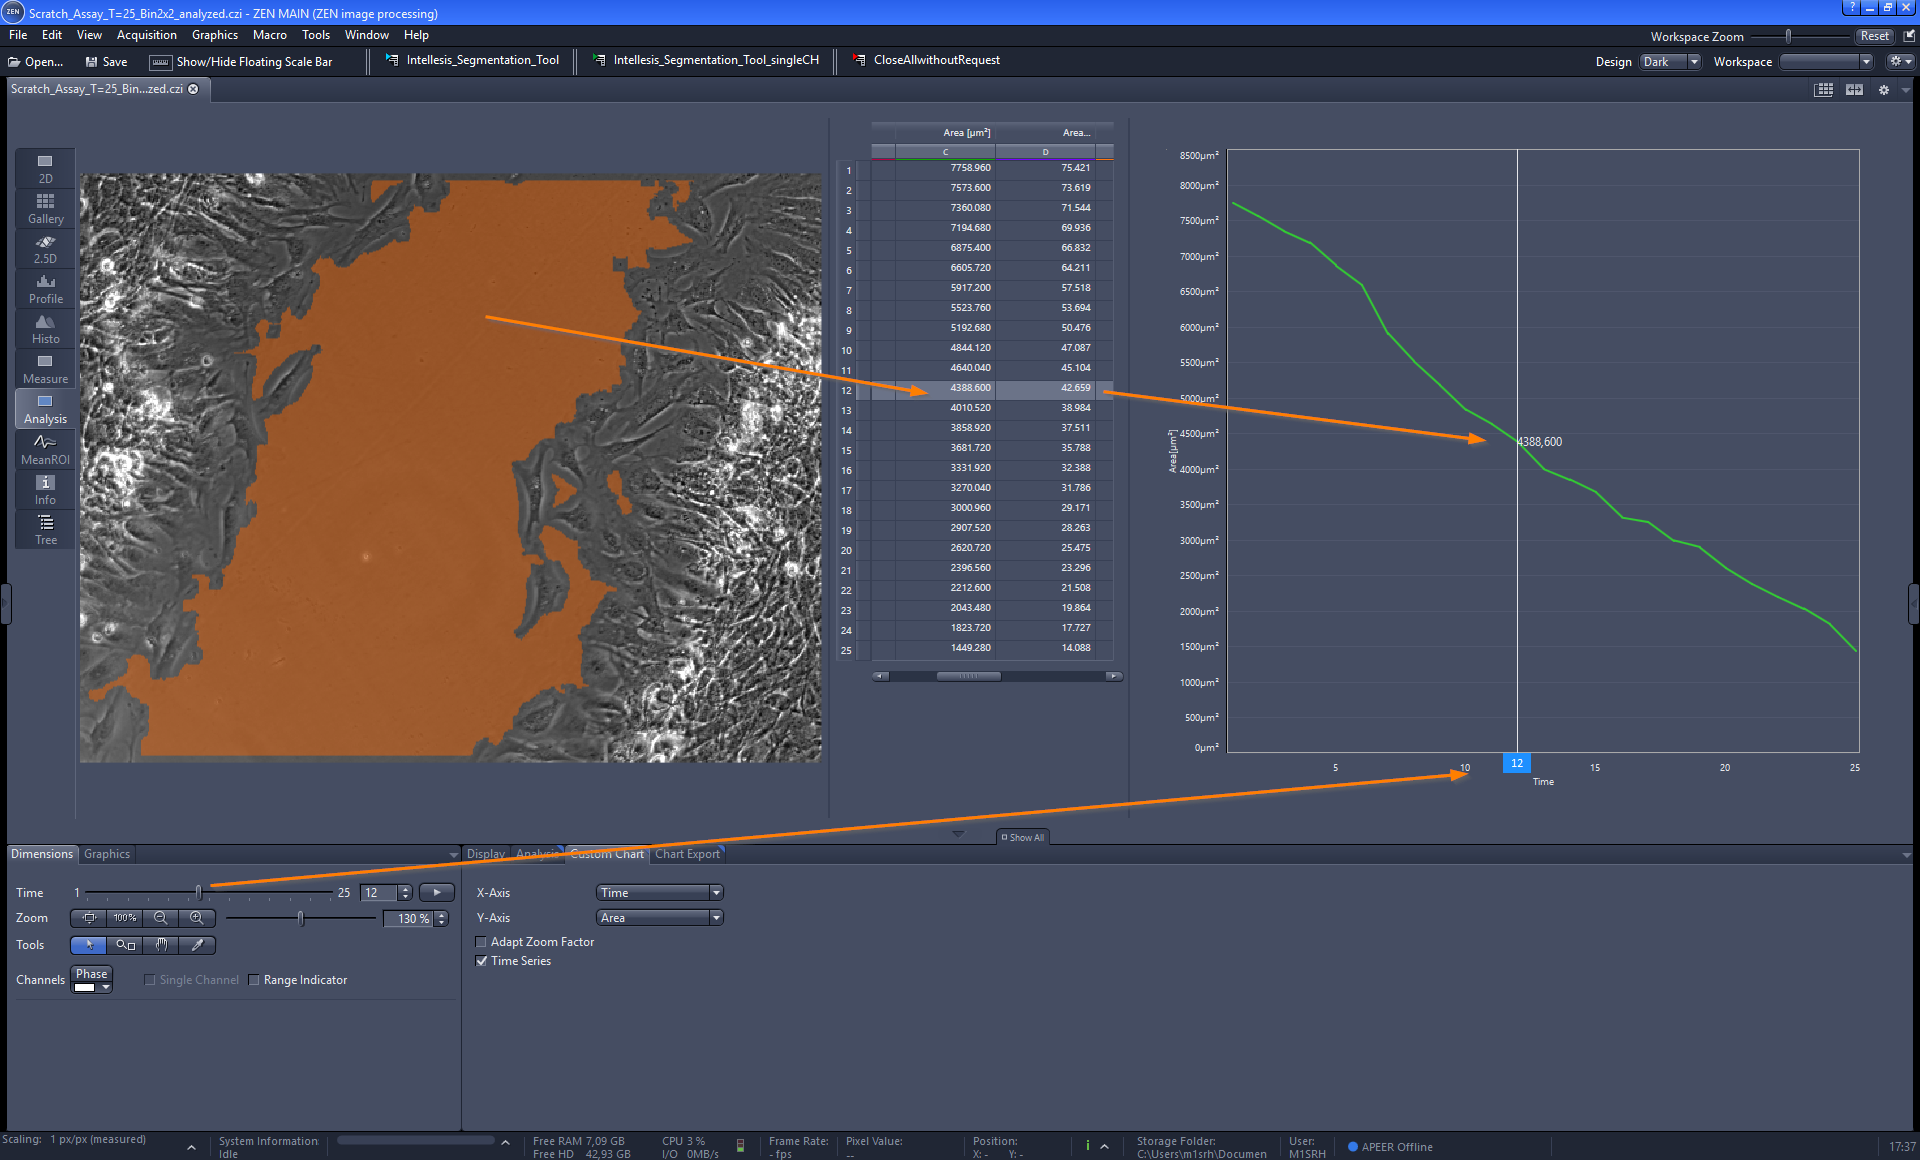 ZEN Scratch_Assay_T=25_Bin2x2_analyzed.czi - ZEN MAIN (ZEN image processing)
File Edit View Acquisition Graphics Macro Tools Window Help
Workspace Zoom Reset
Open... Save Show/Hide Floating Scale Bar Intellesis_Segmentation_Tool Intellesis_Segmentation_Tool_singleCH CloseAllwithoutRequest
Design Dark Workspace
Scratch_Assay_T=25_Bin...zed.czi
2D
Gallery
2.5D
Profile
Histo
Measure
Analysis
MeanROI
Info
Tree
Area [µm²] Area...
C D
1 7758.960 75.421
2 7573.600 73.619
3 7360.080 71.544
4 7194.680 69.936
5 6875.400 66.832
6 6605.720 64.211
7 5917.200 57.518
8 5523.760 53.694
9 5192.680 50.476
10 4844.120 47.087
11 4640.040 45.104
12 4388.600 42.659
13 4010.520 38.984
14 3858.920 37.511
15 3681.720 35.788
16 3331.920 32.388
17 3270.040 31.786
18 3000.960 29.171
19 2907.520 28.263
20 2620.720 25.475
21 2396.560 23.296
22 2212.600 21.508
23 2043.480 19.864
24 1823.720 17.727
25 1449.280 14.088
8500µm²
8000µm²
7500µm²
7000µm²
6500µm²
6000µm²
5500µm²
5000µm²
4500µm²
4000µm²
3500µm²
3000µm²
2500µm²
2000µm²
1500µm²
1000µm²
500µm²
0µm²
Area[µm²]
4388,600
5 10 12 15 20 25
Time
Show All
Dimensions Graphics
Time 1 25 12
Zoom 100% 130 %
Tools
Channels Phase Single Channel Range Indicator
Display Analysis Custom Chart Chart Export
X-Axis Time
Y-Axis Area
Adapt Zoom Factor
Time Series
Scaling: 1 px/px (measured)
System Information:
Idle
Free RAM 7,09 GB
Free HD 42,93 GB
CPU 3 %
I/O 0MB/s
Frame Rate:
- fps
Pixel Value:
--
Position:
X: - Y: -
Storage Folder:
C:\Users\m1srh\Documen
User:
M1SRH
APEER Offline
17:37